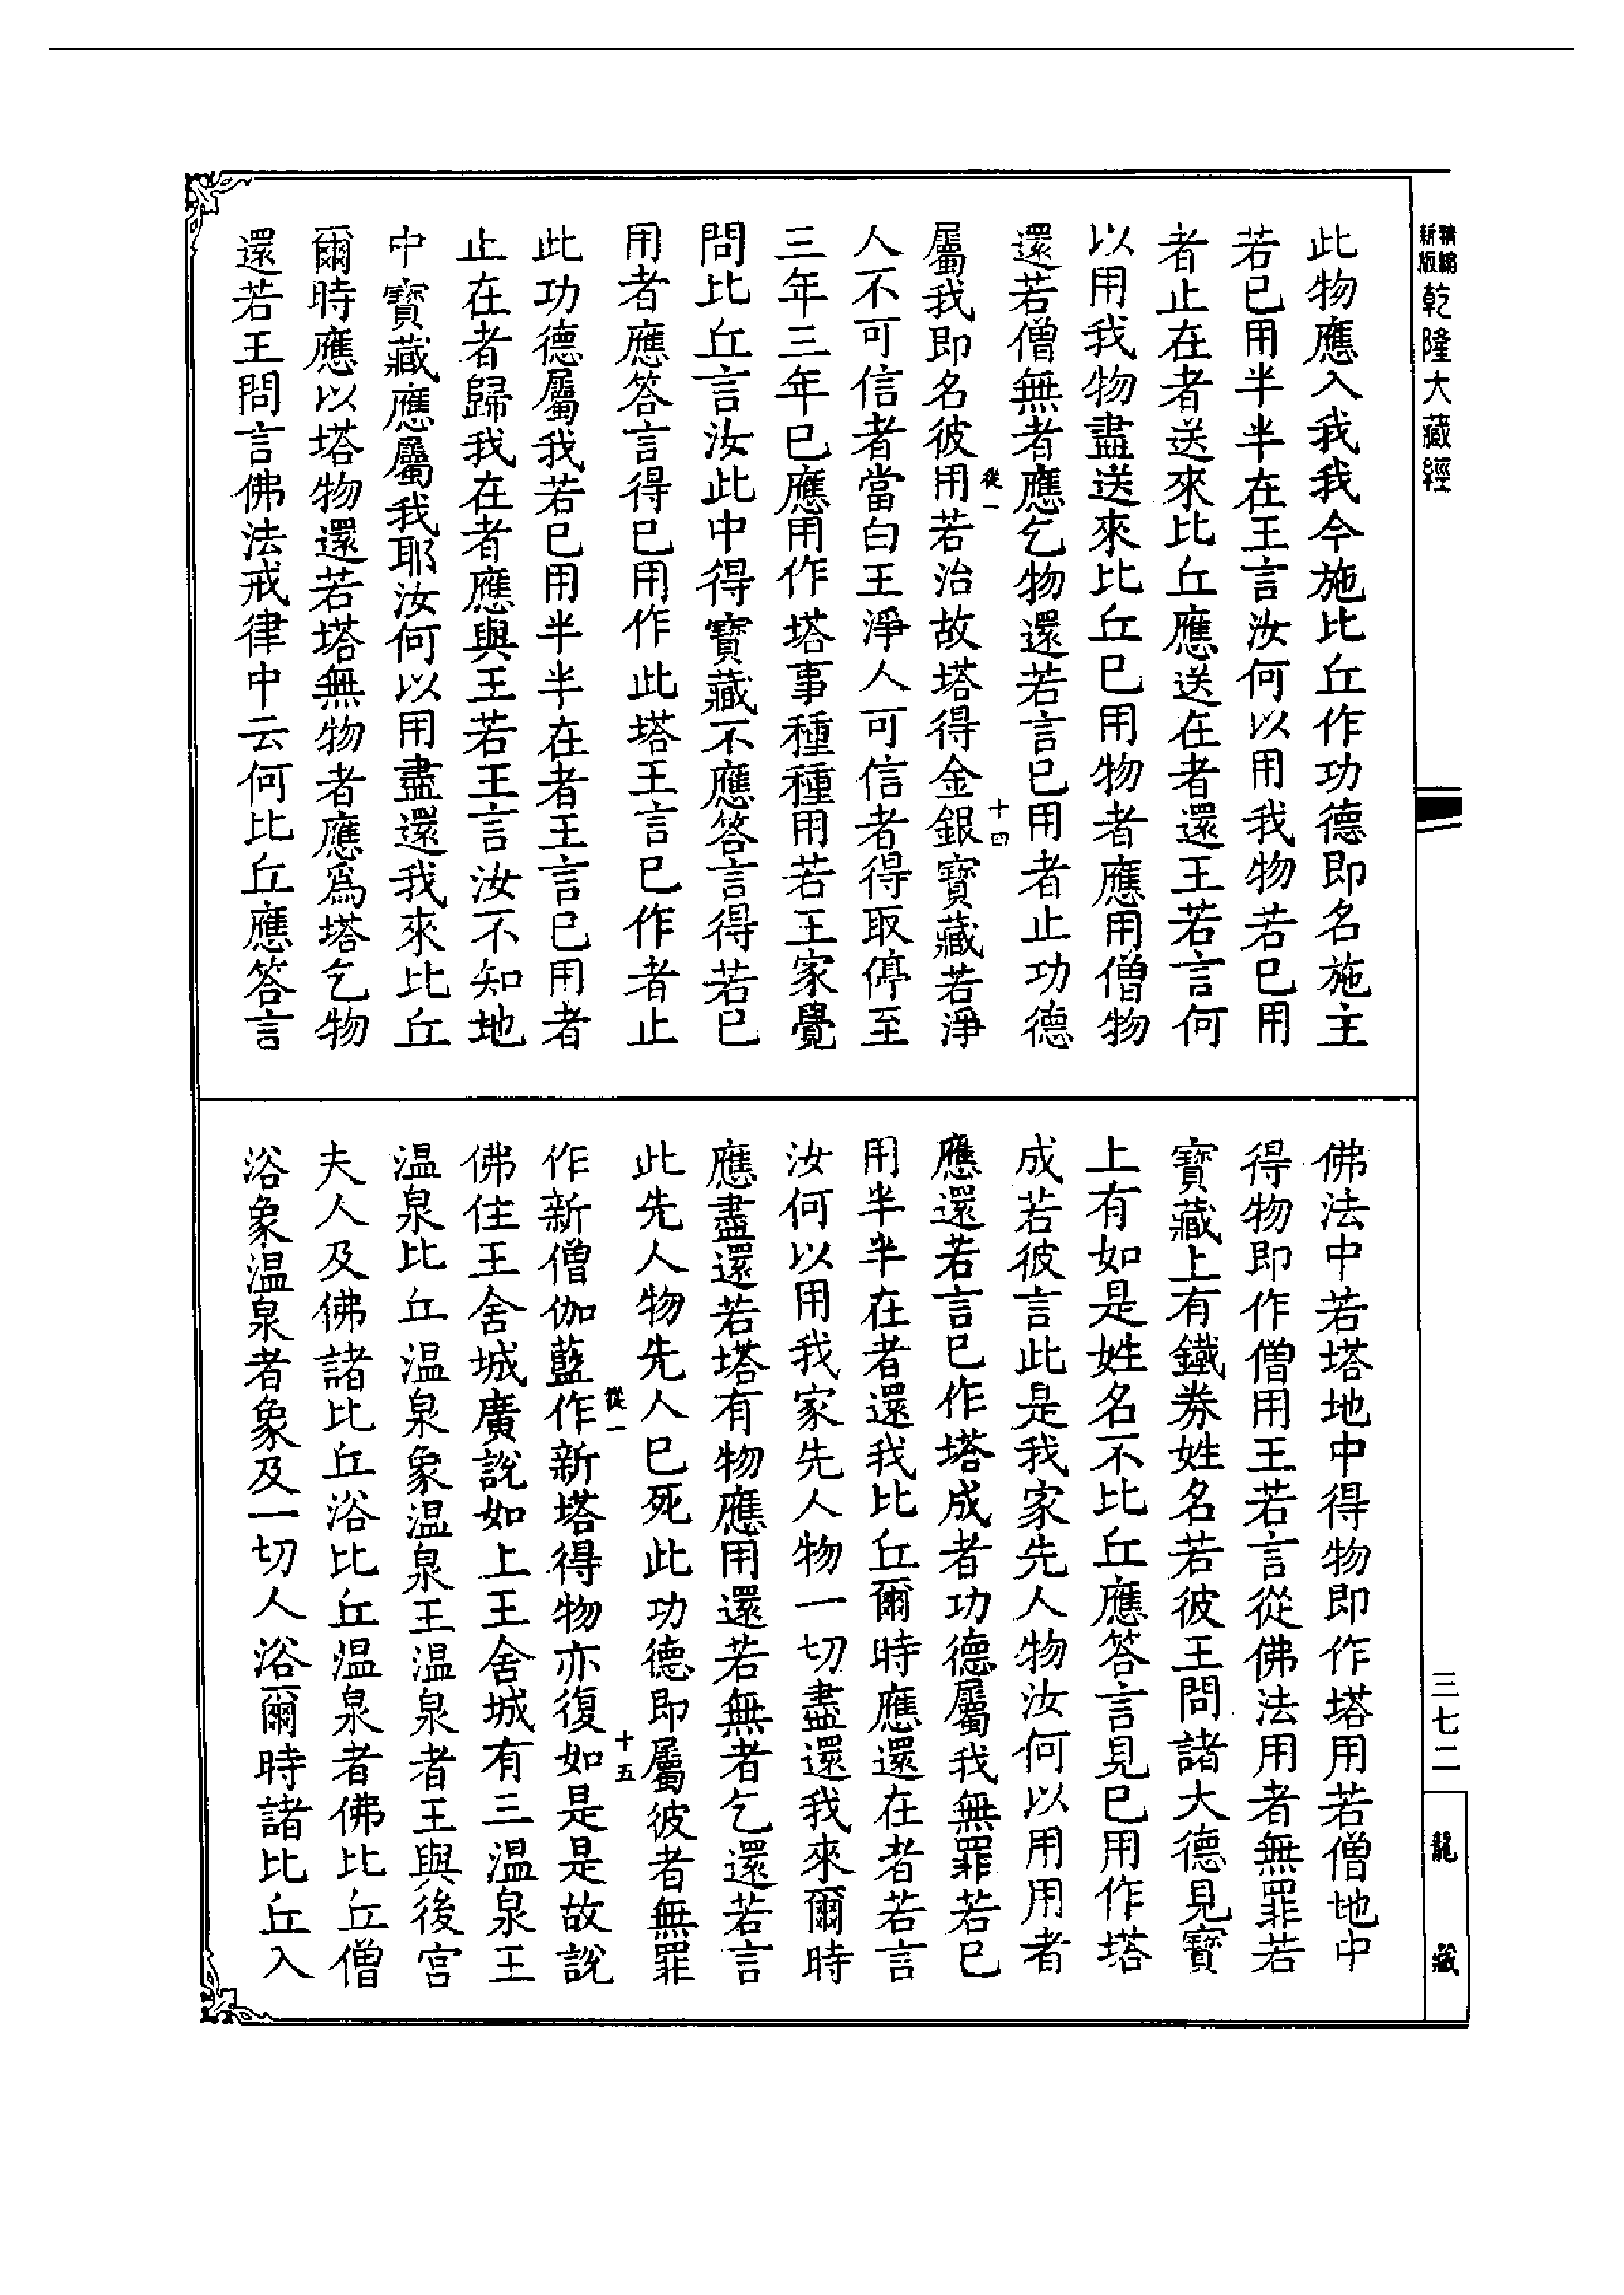 精編新版
乾隆大藏經
三七二
龍藏
此物應入我我今施比丘作功德即名施主
若已用半半在王言汝何以用我物若已用
者止在者送來比丘應送在者還王若言何
以用我物盡送來比丘已用物者應用僧物
還若僧無者應乞物還若言已用者止功德
從一
十四
屬我即名彼用若治故塔得金銀寶藏若淨
人不可信者當白王淨人可信者得取停至
三年三年已應用作塔事種種用若王家覺
問比丘言汝此中得寶藏不應答言得若已
用者應答言得已用作此塔王言已作者止
此功德屬我若已用半半在者王言已用者
止在者歸我在者應與王若王言汝不知地
中寶藏應屬我耶汝何以用盡還我來比丘
爾時應以塔物還若塔無物者應為塔乞物
還若王問言佛法戒律中云何比丘應答言
佛法中若塔地中得物即作塔用若僧地中
得物即作僧用王若言從佛法用者無罪若
寶藏上有鐵券姓名若彼王問諸大德見寶
上有如是姓名不比丘應答言見已用作塔
成若彼言此是我家先人物汝何以用用者
應還若言已作塔成者功德屬我無罪若已
用半半在者還我比丘爾時應還在者若言
汝何以用我家先人物一切盡還我來爾時
應盡還若塔有物應用還若無者乞還若言
此先人物先人已死此功德即屬彼者無罪
從一
十五
作新僧伽藍作新塔得物亦復如是是故說
佛住王舍城廣說如上王舍城有三温泉王
温泉比丘温泉象温泉王温泉者王與後宮
夫人及佛諸比丘浴比丘温泉者佛比丘僧
浴象温泉者象及一切人浴爾時諸比丘入